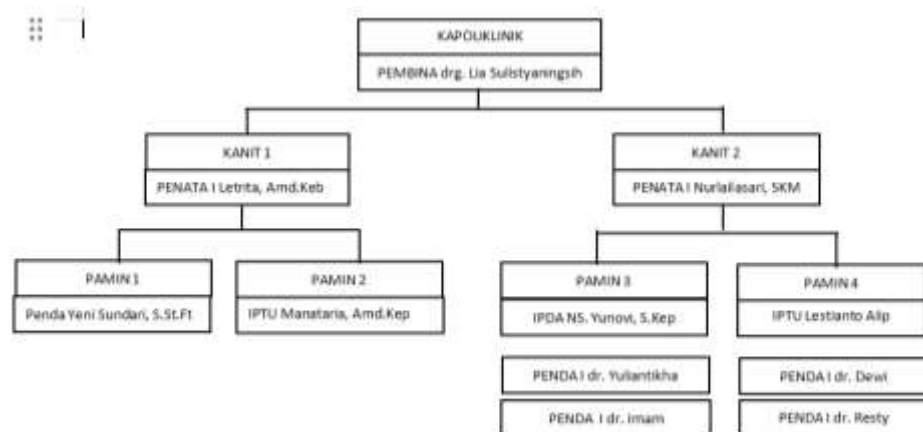 KAPOLIKLINIK
PEMBINA drg. Lia Sulistyaningsih
KANIT 1
PENATA I Letrita, Amd.Keb
KANIT 2
PENATA I Nurlailasari, SKM
PAMIN 1
Penda Yeni Sundari, S.St.Ft
PAMIN 2
IPTU Manataria, Amd.Kep
PAMIN 3
IPDA NS. Yunovi, S.Kep
PENDA I dr. Yuliantikha
PENDA I dr. Imam
PAMIN 4
IPTU Lestianto Alip
PENDA I dr. Dewi
PENDA I dr. Resty